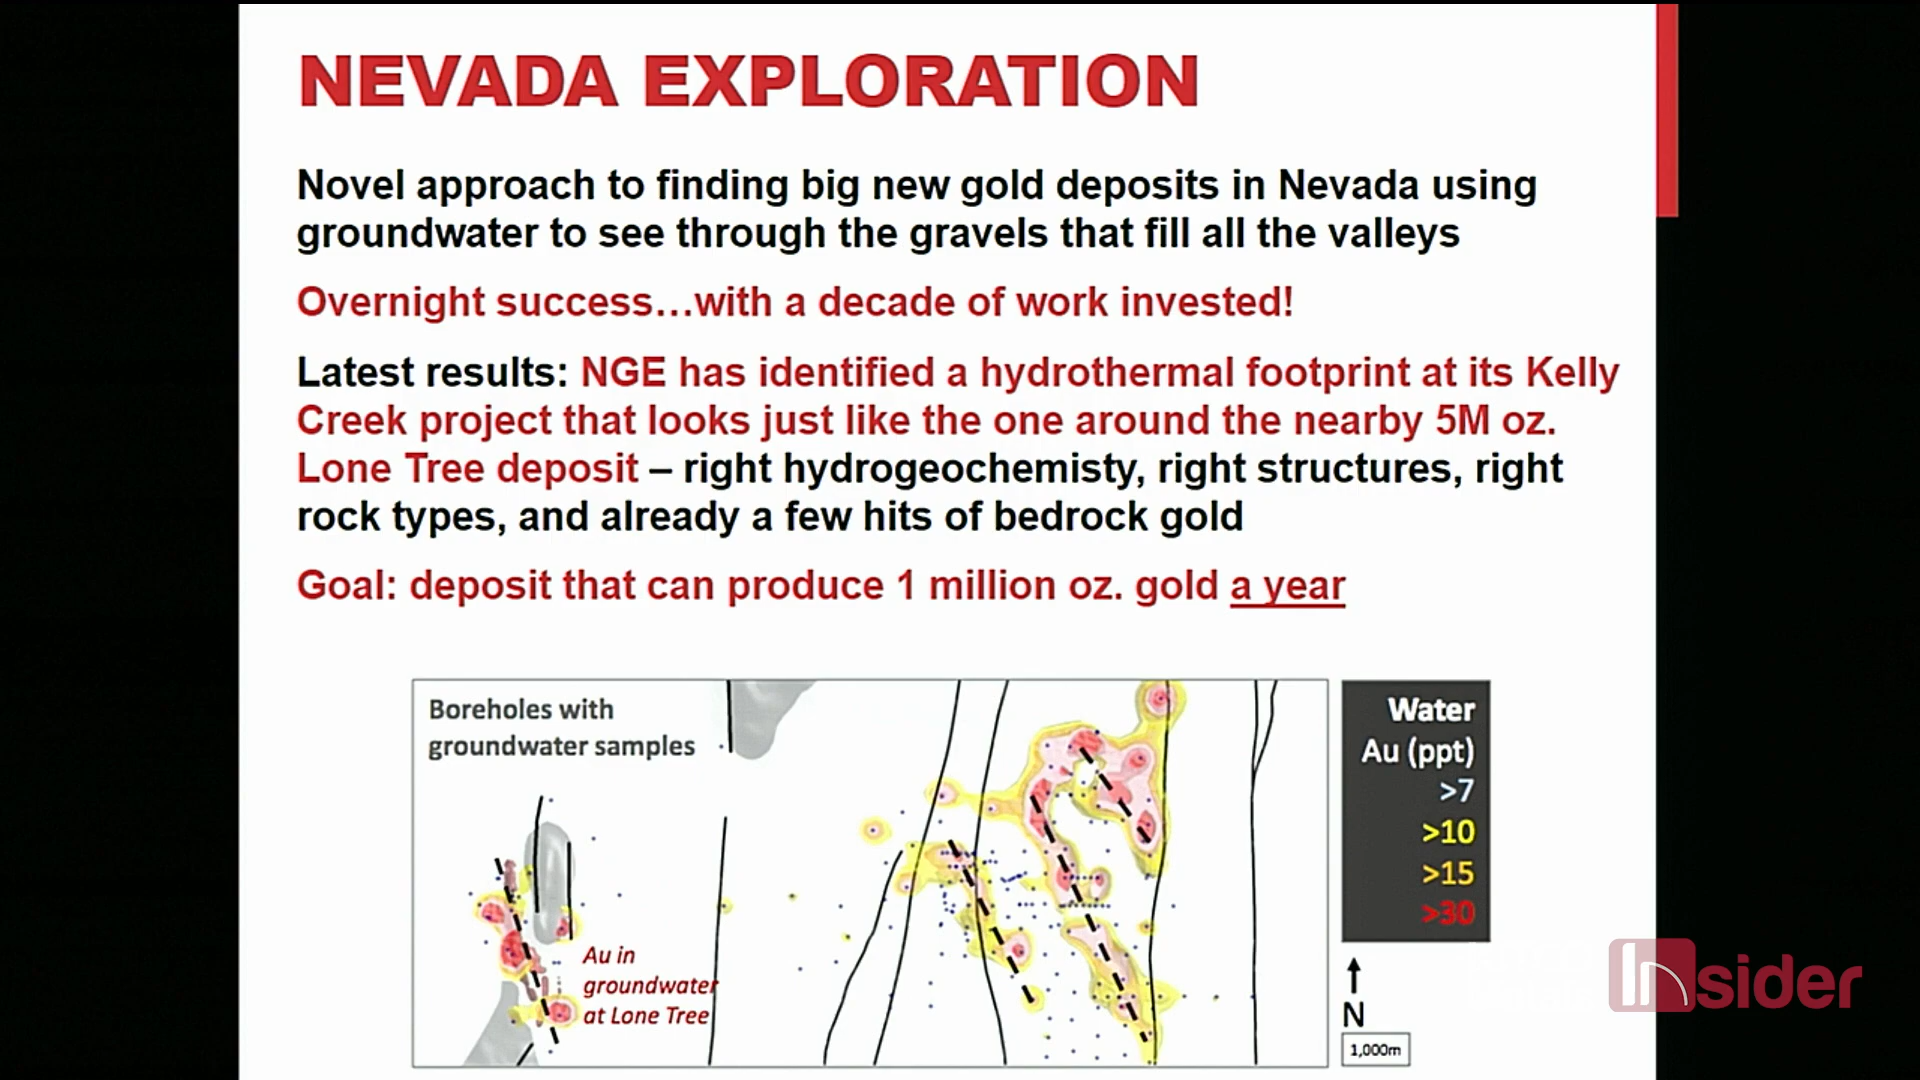 NEVADA EXPLORATION
Novel approach to finding big new gold deposits in Nevada using
groundwater to see through the gravels that fill all the valleys
Overnight success...with a decade of work invested!
Latest results: NGE has identified a hydrothermal footprint at its Kelly
Creek project that looks just like the one around the nearby 5M oz.
Lone Tree deposit – right hydrogeochemisty, right structures, right
rock types, and already a few hits of bedrock gold
Goal: deposit that can produce 1 million oz. gold a year
Boreholes with
groundwater samples
Au in
groundwater
at Lone Tree
Water
Au (ppt)
>7
>10
>15
>30
N
1,000m
Insider